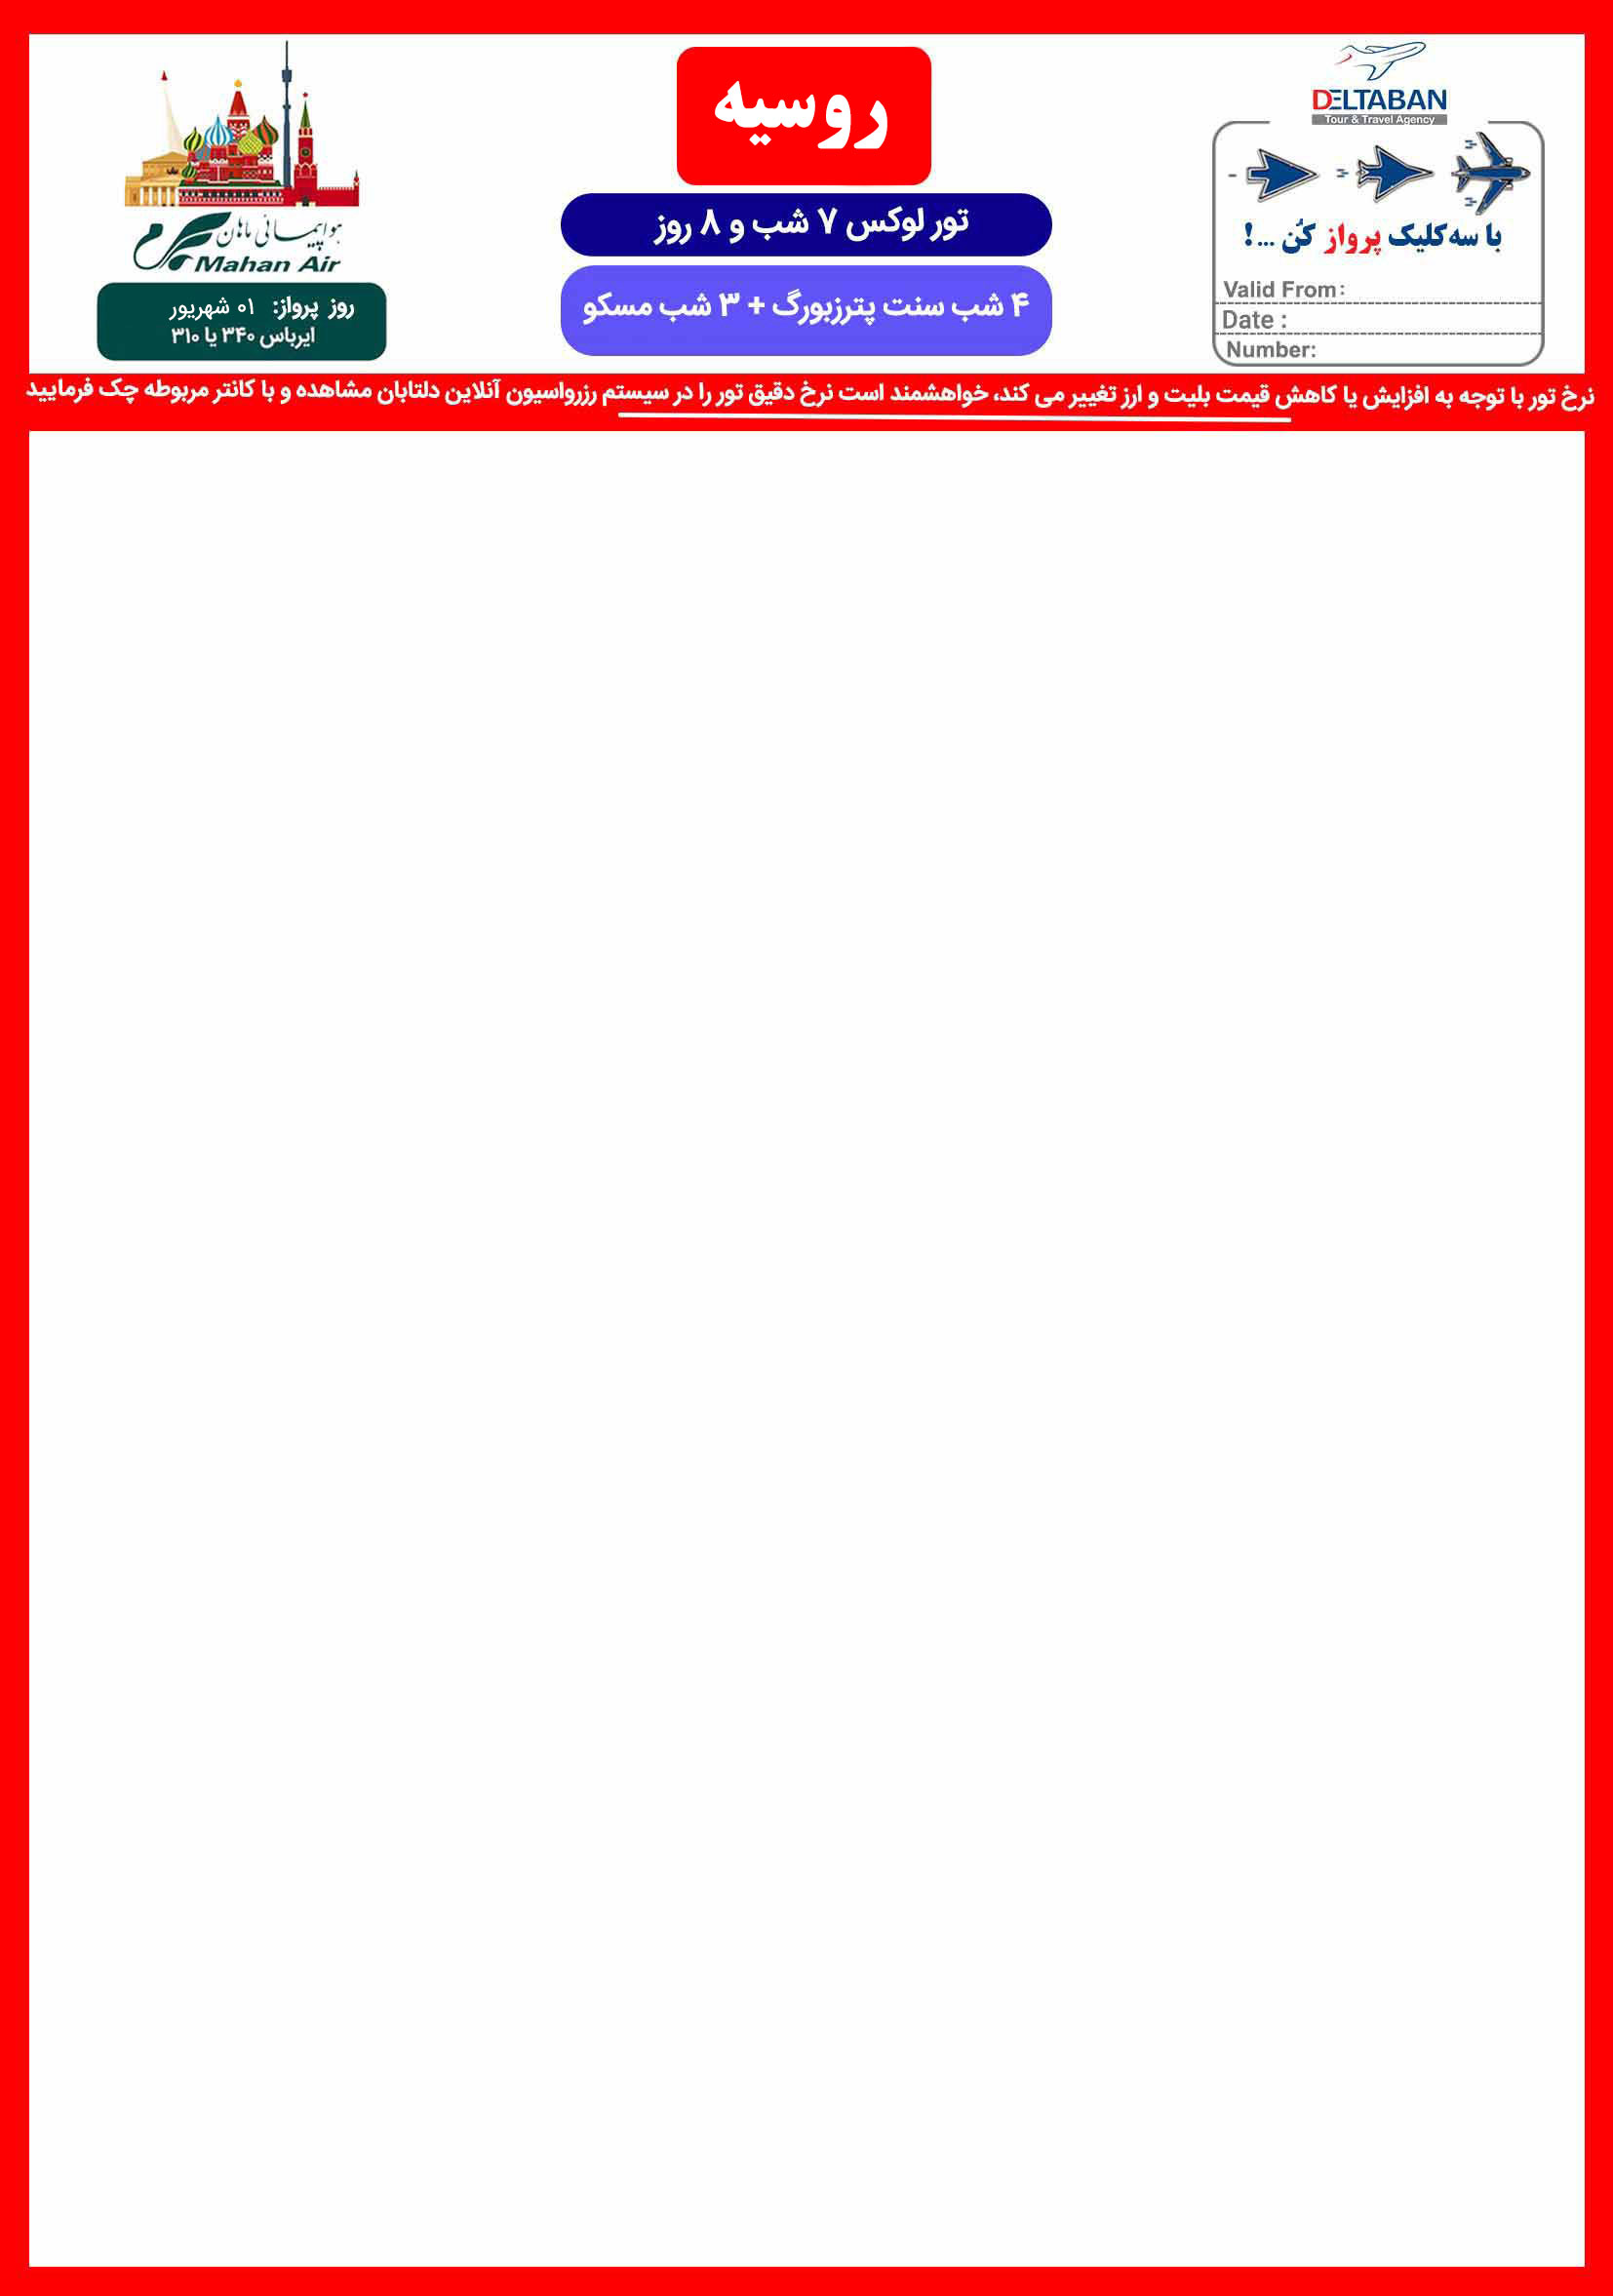 روسیه
تور لوکس ۷ شب و ۸ روز
۴ شب سنت پترزبورگ + ۳ شب مسکو
DELTABAN
Tour & Travel Agency
با سه کلیک پرواز کن ...!
Valid From:
Date :
Number:
هواپیمائی ماهان
Mahan Air
روز پرواز: ۰۱ شهریور
ایرباس ۳۴۰ یا ۳۱۰
نرخ تور با توجه به افزایش یا کاهش قیمت بلیت و ارز تغییر می کند، خواهشمند است نرخ دقیق تور را در سیستم رزرواسیون آنلاین دلتابان مشاهده و با کانتر مربوطه چک فرمایید